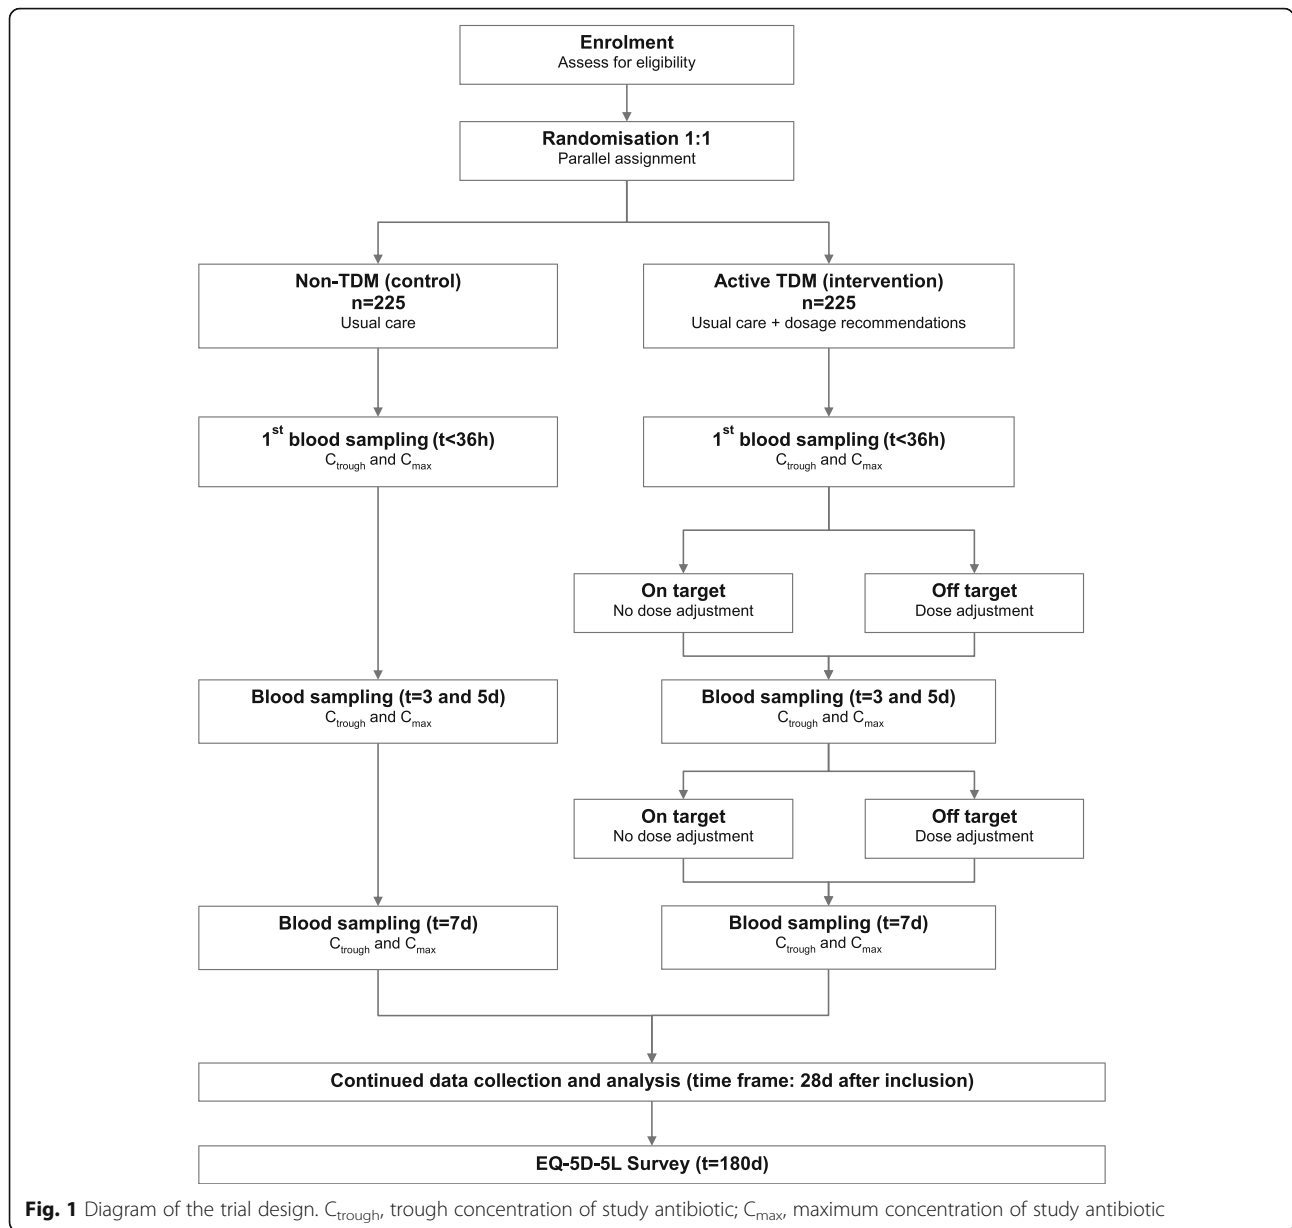 Enrolment
Assess for eligibility
Randomisation 1:1
Parallel assignment
Non-TDM (control)
n=225
Usual care
Active TDM (intervention)
n=225
Usual care + dosage recommendations
1st blood sampling (t<36h)
Ctrough and Cmax
1st blood sampling (t<36h)
Ctrough and Cmax
On target
No dose adjustment
Off target
Dose adjustment
Blood sampling (t=3 and 5d)
Ctrough and Cmax
Blood sampling (t=3 and 5d)
Ctrough and Cmax
On target
No dose adjustment
Off target
Dose adjustment
Blood sampling (t=7d)
Ctrough and Cmax
Blood sampling (t=7d)
Ctrough and Cmax
Continued data collection and analysis (time frame: 28d after inclusion)
EQ-5D-5L Survey (t=180d)
Fig. 1 Diagram of the trial design. Ctrough, trough concentration of study antibiotic; Cmax, maximum concentration of study antibiotic